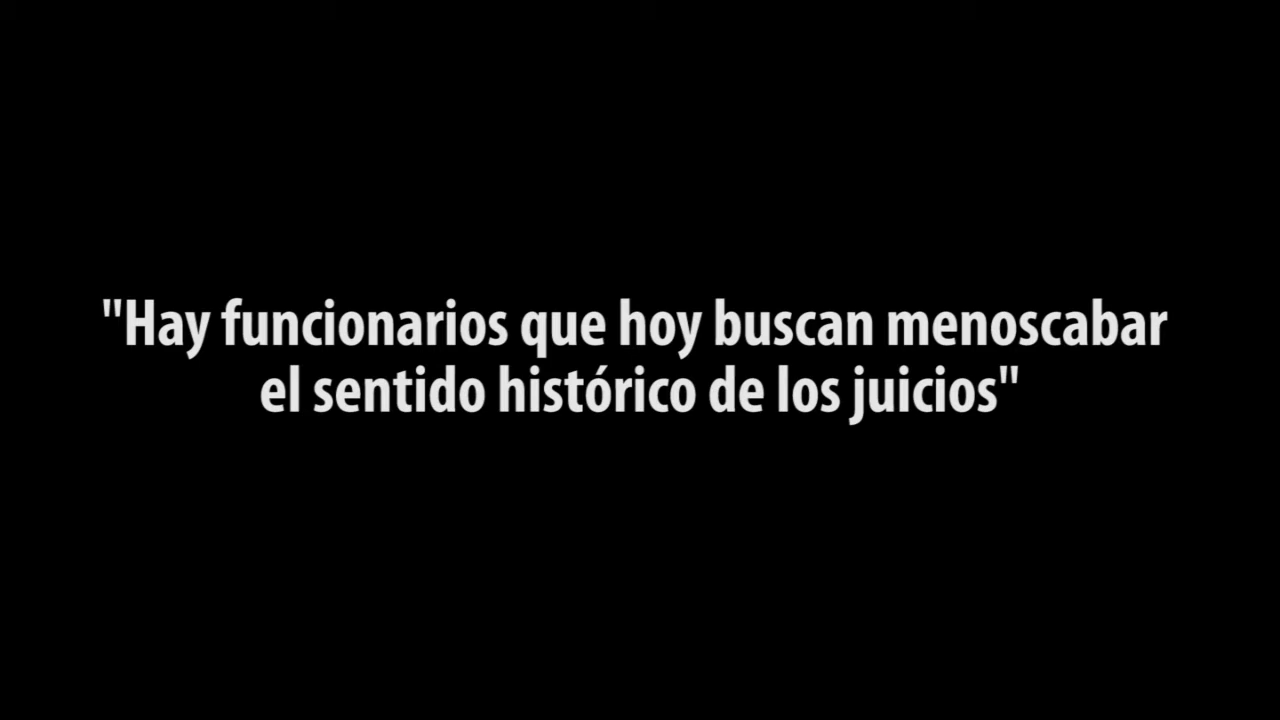 "Hay funcionarios que hoy buscan menoscabar
el sentido histórico de los juicios"